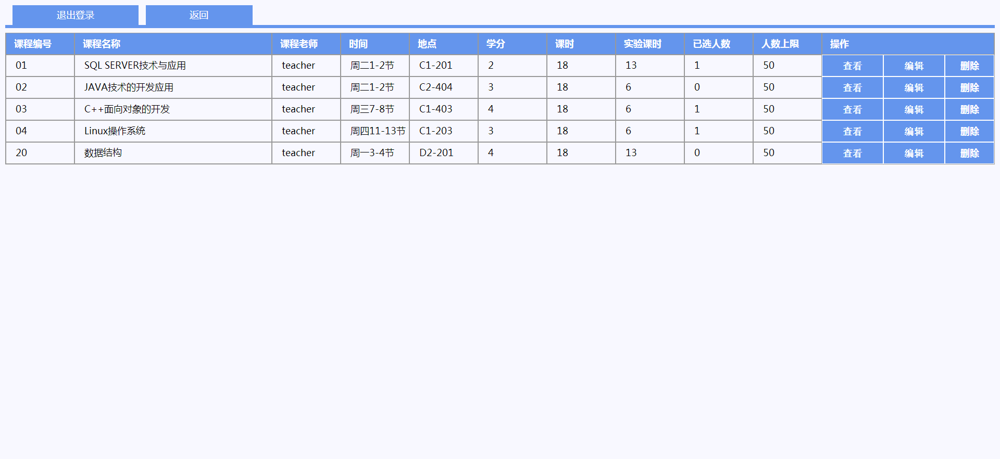 退出登录 返回
课程编号 课程名称 课程老师 时间 地点 学分 课时 实验课时 已选人数 人数上限 操作
01 SQL SERVER技术与应用 teacher 周二1-2节 C1-201 2 18 13 1 50 查看 编辑 删除
02 JAVA技术的开发应用 teacher 周二1-2节 C2-404 3 18 6 0 50 查看 编辑 删除
03 C++面向对象的开发 teacher 周三7-8节 C1-403 4 18 6 1 50 查看 编辑 删除
04 Linux操作系统 teacher 周四11-13节 C1-203 3 18 6 1 50 查看 编辑 删除
20 数据结构 teacher 周一3-4节 D2-201 4 18 13 0 50 查看 编辑 删除